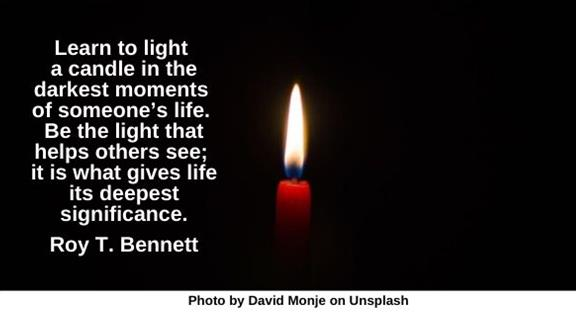 Learn to light
a candle in the
darkest moments
of someone’s life.
Be the light that
helps others see;
it is what gives life
its deepest
significance.
Roy T. Bennett
Photo by David Monje on Unsplash